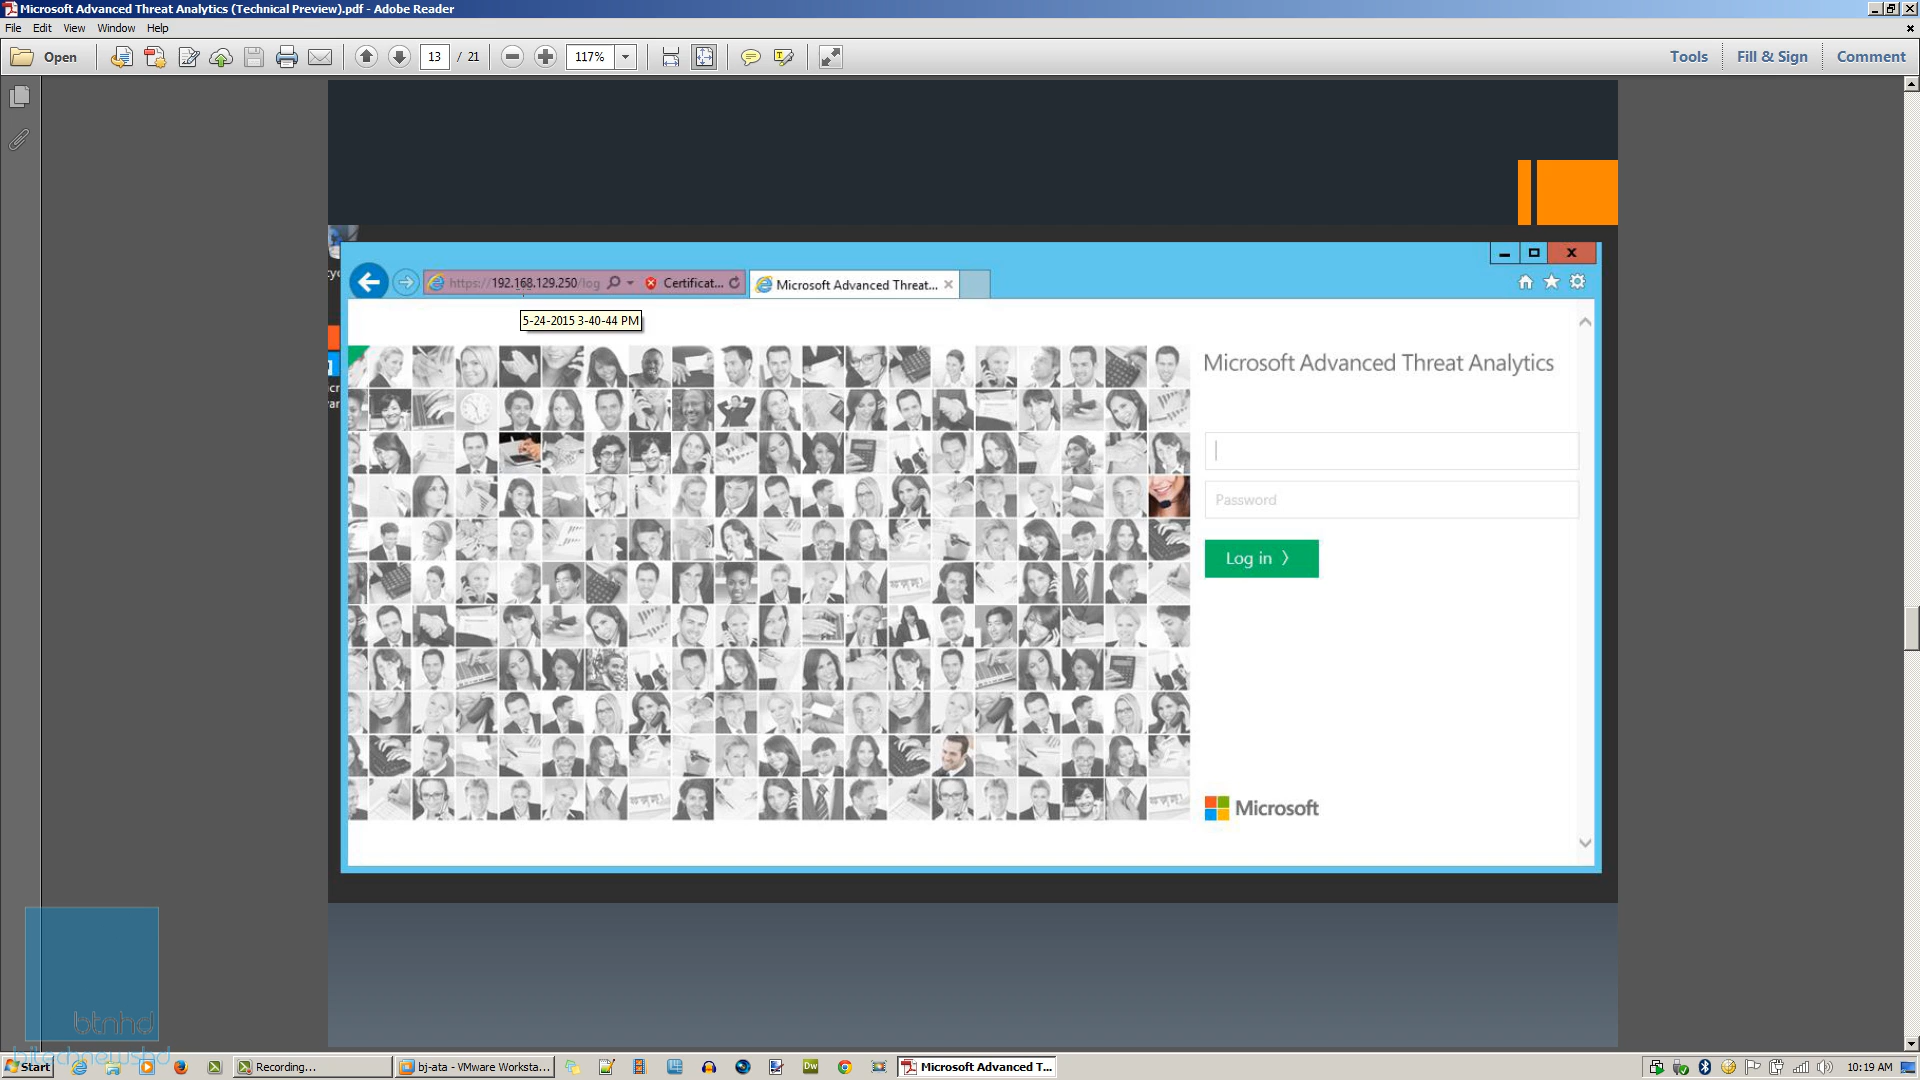 Microsoft Advanced Threat Analytics (Technical Preview).pdf - Adobe Reader
File Edit View Window Help
Open 13 / 21 117% Tools Fill & Sign Comment
https://192.168.129.250/log Certificat... Microsoft Advanced Threat...
5-24-2015 3-40-44 PM
Microsoft Advanced Threat Analytics
Password
Log in
Microsoft
btnhd
bjtechnewshd
Start Recording... bj-ata - VMware Worksta... Dw Microsoft Advanced T... 10:19 AM